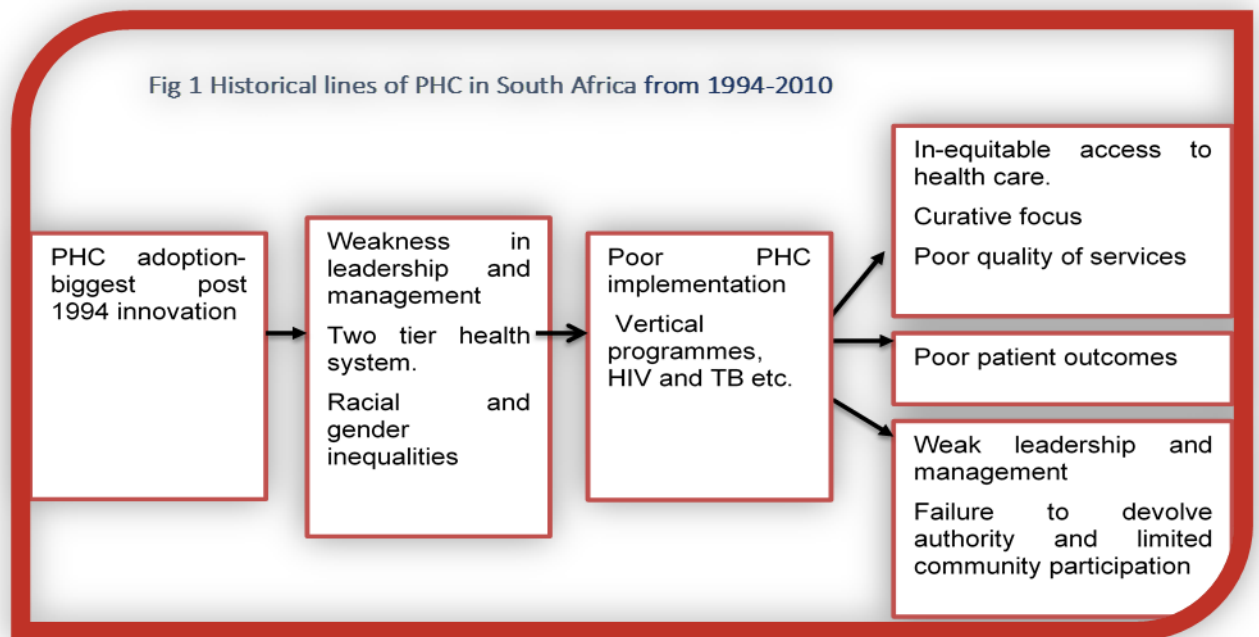 Fig 1 Historical lines of PHC in South Africa from 1994-2010
PHC adoption-
biggest post
1994 innovation
Weakness in
leadership and
management
Two tier health
system.
Racial and
gender
inequalities
Poor PHC
implementation
Vertical
programmes,
HIV and TB etc.
In-equitable access to
health care.
Curative focus
Poor quality of services
Poor patient outcomes
Weak leadership and
management
Failure to devolve
authority and limited
community participation